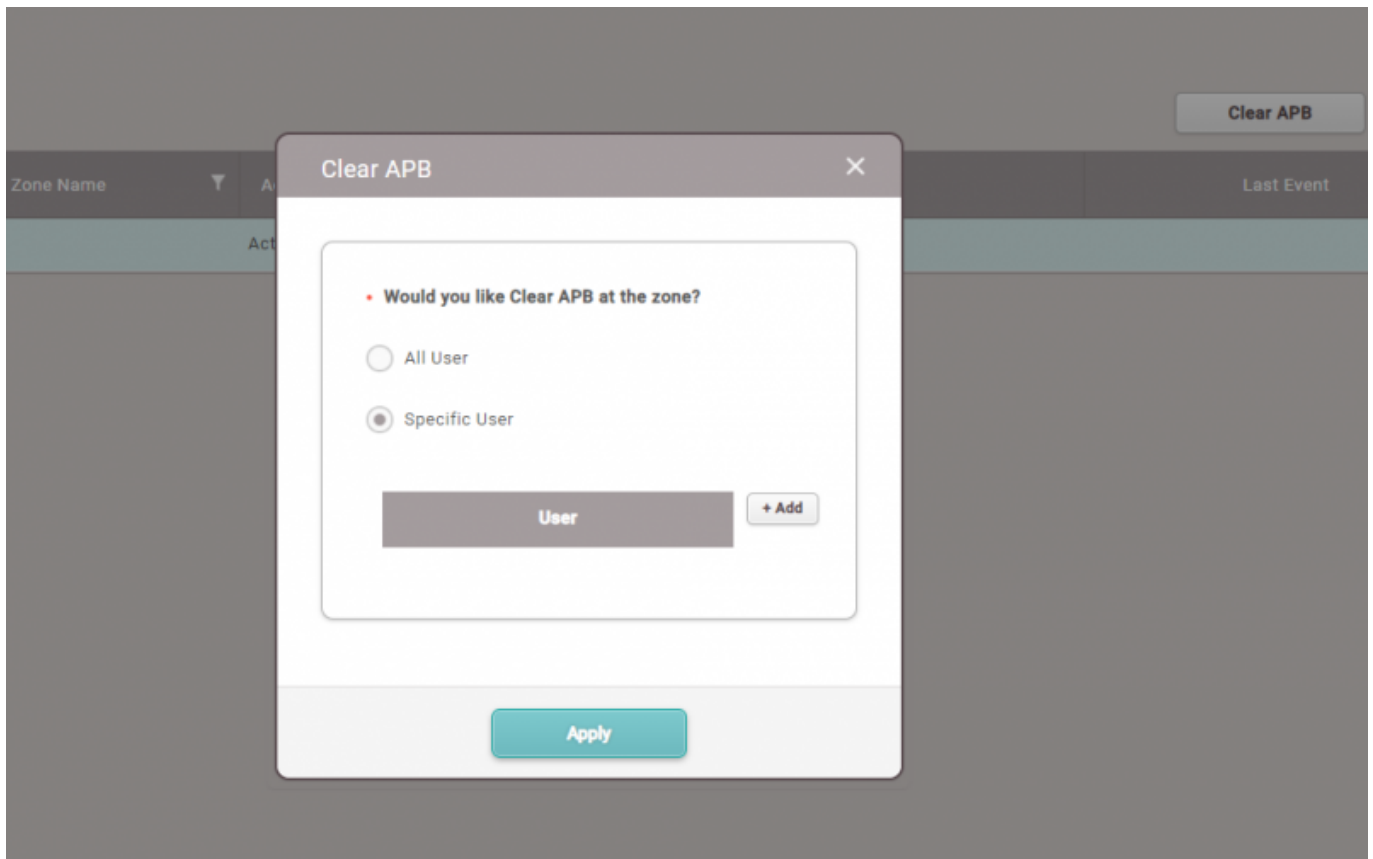 Clear APB
Clear APB
Zone Name
Last Event
Would you like Clear APB at the zone?
All User
Specific User
User
+ Add
Apply